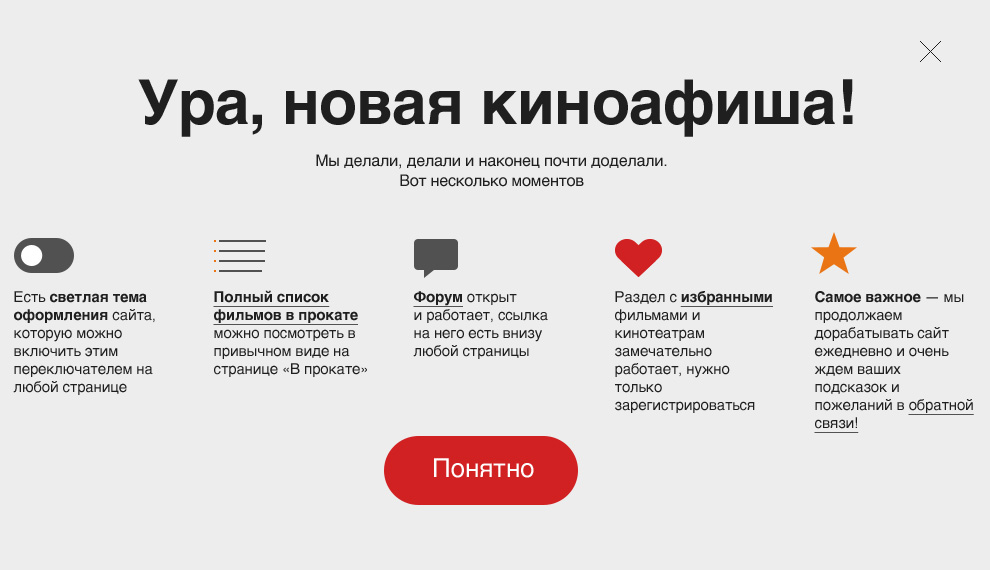 Ура, новая киноафиша!
Мы делали, делали и наконец почти доделали.
Вот несколько моментов
Есть светлая тема
оформления сайта,
которую можно
включить этим
переключателем на
любой странице
Полный список
фильмов в прокате
можно посмотреть в
привычном виде на
странице «В прокате»
Форум открыт
и работает, ссылка
на него есть внизу
любой страницы
Раздел с избранными
фильмами и
кинотеатрам
замечательно
работает, нужно
только
зарегистрироваться
Самое важное — мы
продолжаем
дорабатывать сайт
ежедневно и очень
ждем ваших
подсказок и
пожеланий в обратной
связи!
Понятно